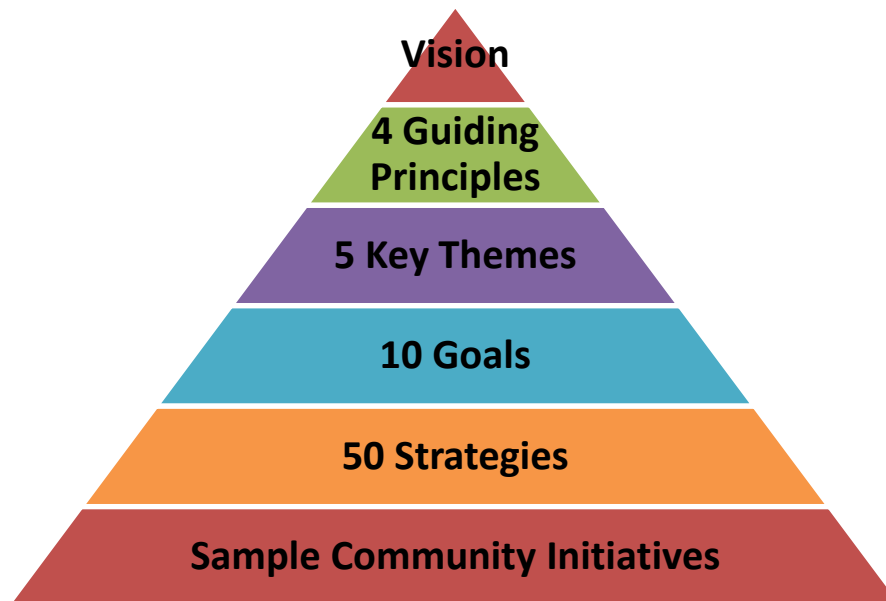 Vision
4 Guiding
Principles
5 Key Themes
10 Goals
50 Strategies
Sample Community Initiatives